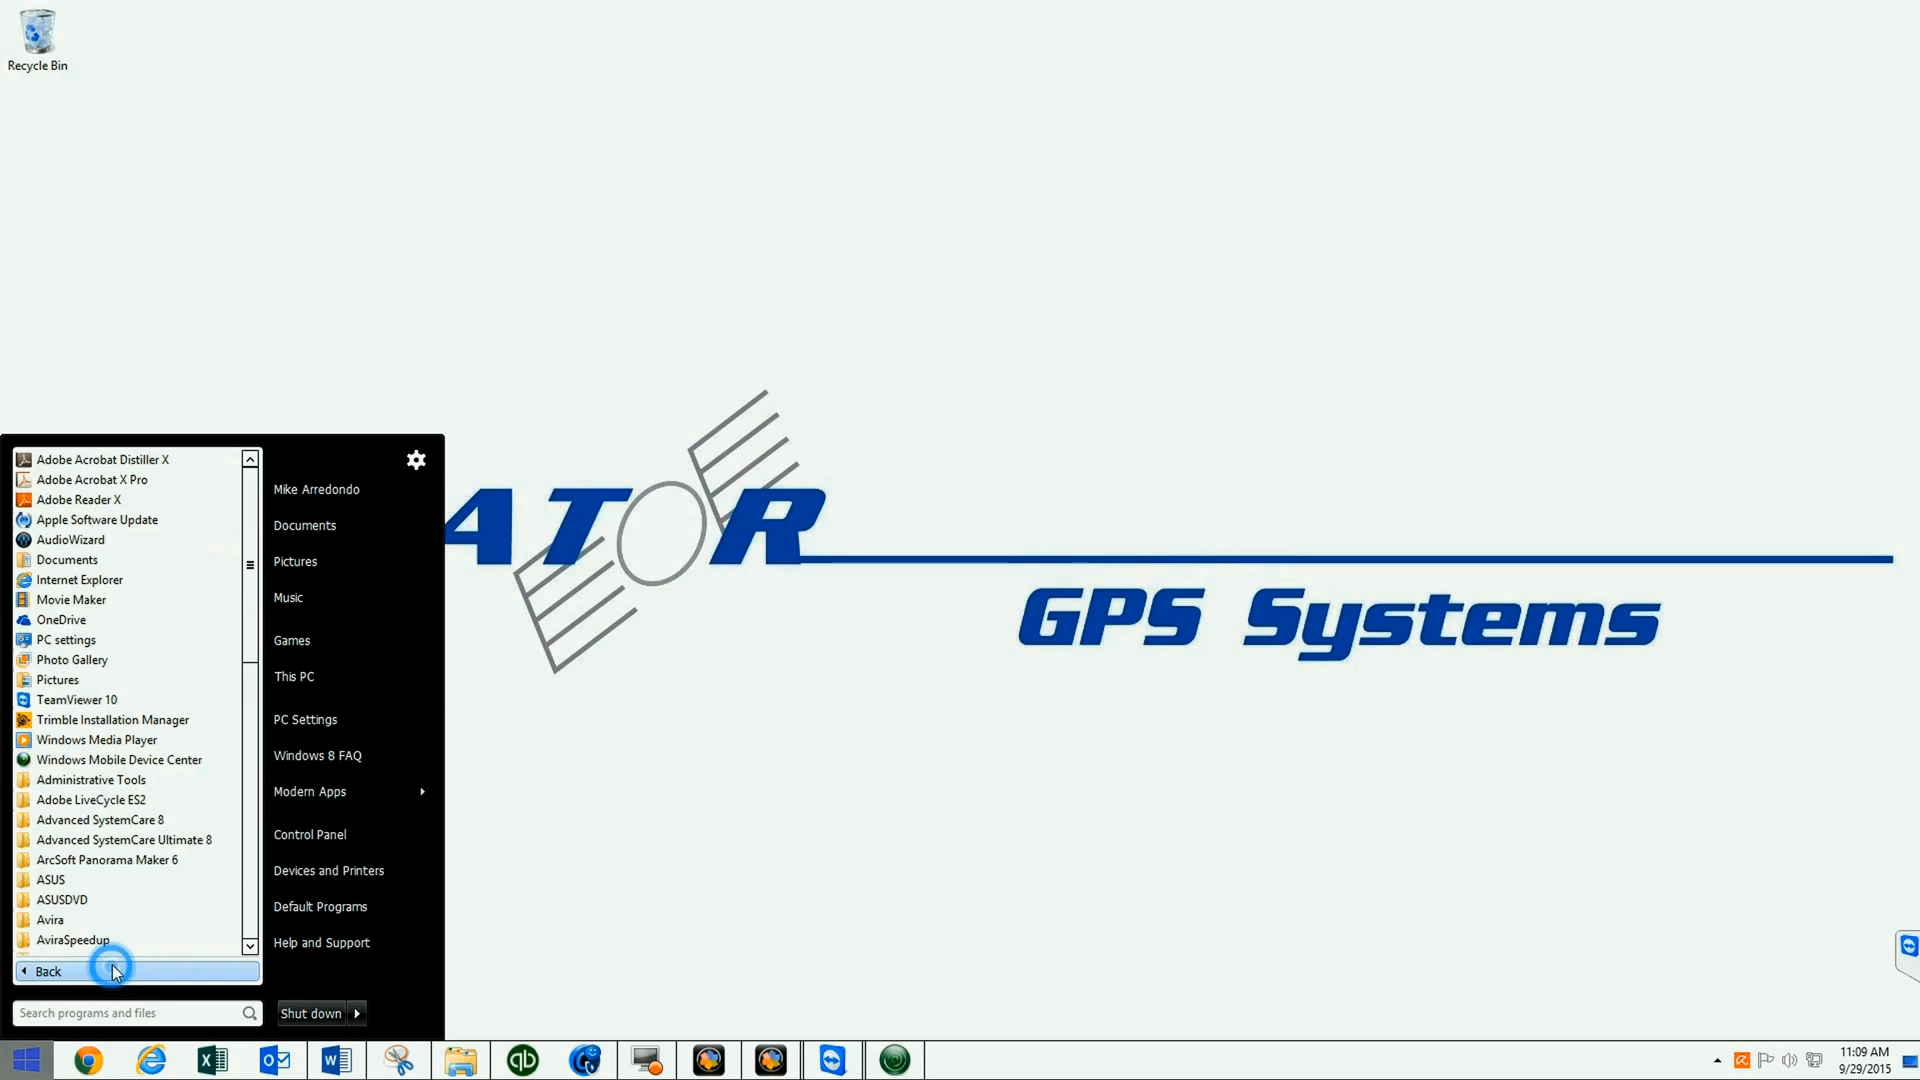 Recycle Bin
ATOR
GPS Systems
Adobe Acrobat Distiller X
Adobe Acrobat X Pro
Adobe Reader X
Apple Software Update
AudioWizard
Documents
Internet Explorer
Movie Maker
OneDrive
PC settings
Photo Gallery
Pictures
TeamViewer 10
Trimble Installation Manager
Windows Media Player
Windows Mobile Device Center
Administrative Tools
Adobe LiveCycle ES2
Advanced SystemCare 8
Advanced SystemCare Ultimate 8
ArcSoft Panorama Maker 6
ASUS
ASUSDVD
Avira
AviraSpeedup
Back
Search programs and files
Mike Arredondo
Documents
Pictures
Music
Games
This PC
PC Settings
Windows 8 FAQ
Modern Apps
Control Panel
Devices and Printers
Default Programs
Help and Support
Shut down
11:09 AM
9/29/2015